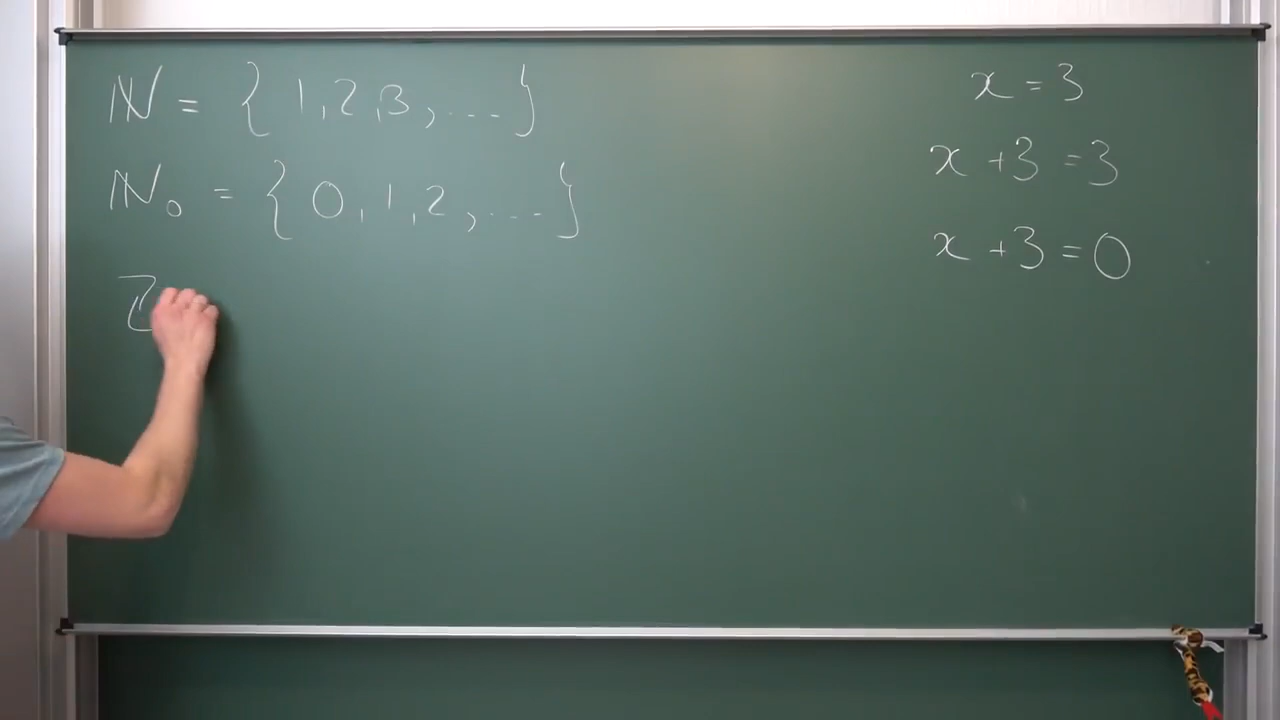 ℕ = { 1, 2, 3, ... }
ℕ₀ = { 0, 1, 2, ... }
ℤ
x = 3
x + 3 = 3
x + 3 = 0